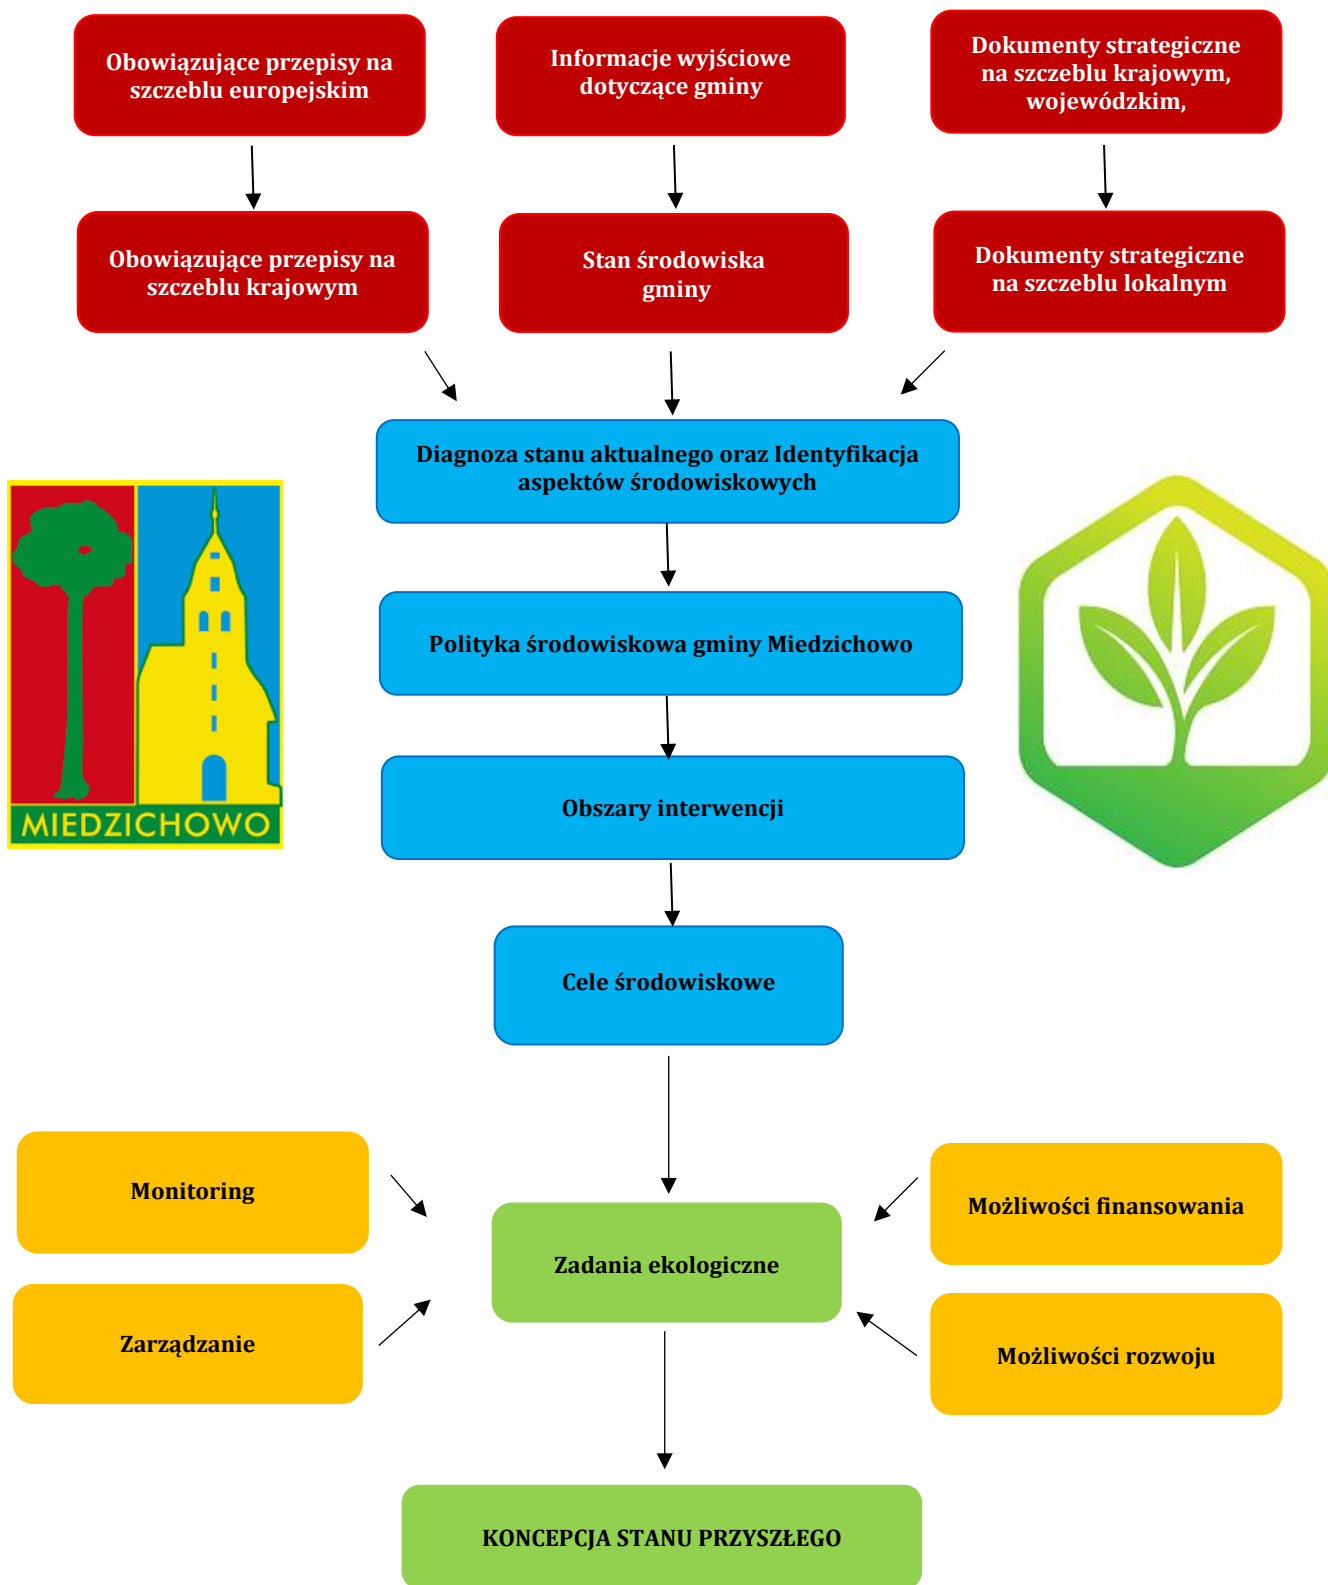 Obowiązujące przepisy na
szczeblu europejskim
Informacje wyjściowe
dotyczące gminy
Dokumenty strategiczne
na szczeblu krajowym,
wojewódzkim,
Obowiązujące przepisy na
szczeblu krajowym
Stan środowiska
gminy
Dokumenty strategiczne
na szczeblu lokalnym
Diagnoza stanu aktualnego oraz Identyfikacja
aspektów środowiskowych
Polityka środowiskowa gminy Miedzichowo
Obszary interwencji
MIEDZICHOWO
Cele środowiskowe
Monitoring
Możliwości finansowania
Zadania ekologiczne
Zarządzanie
Możliwości rozwoju
KONCEPCJA STANU PRZYSZŁEGO